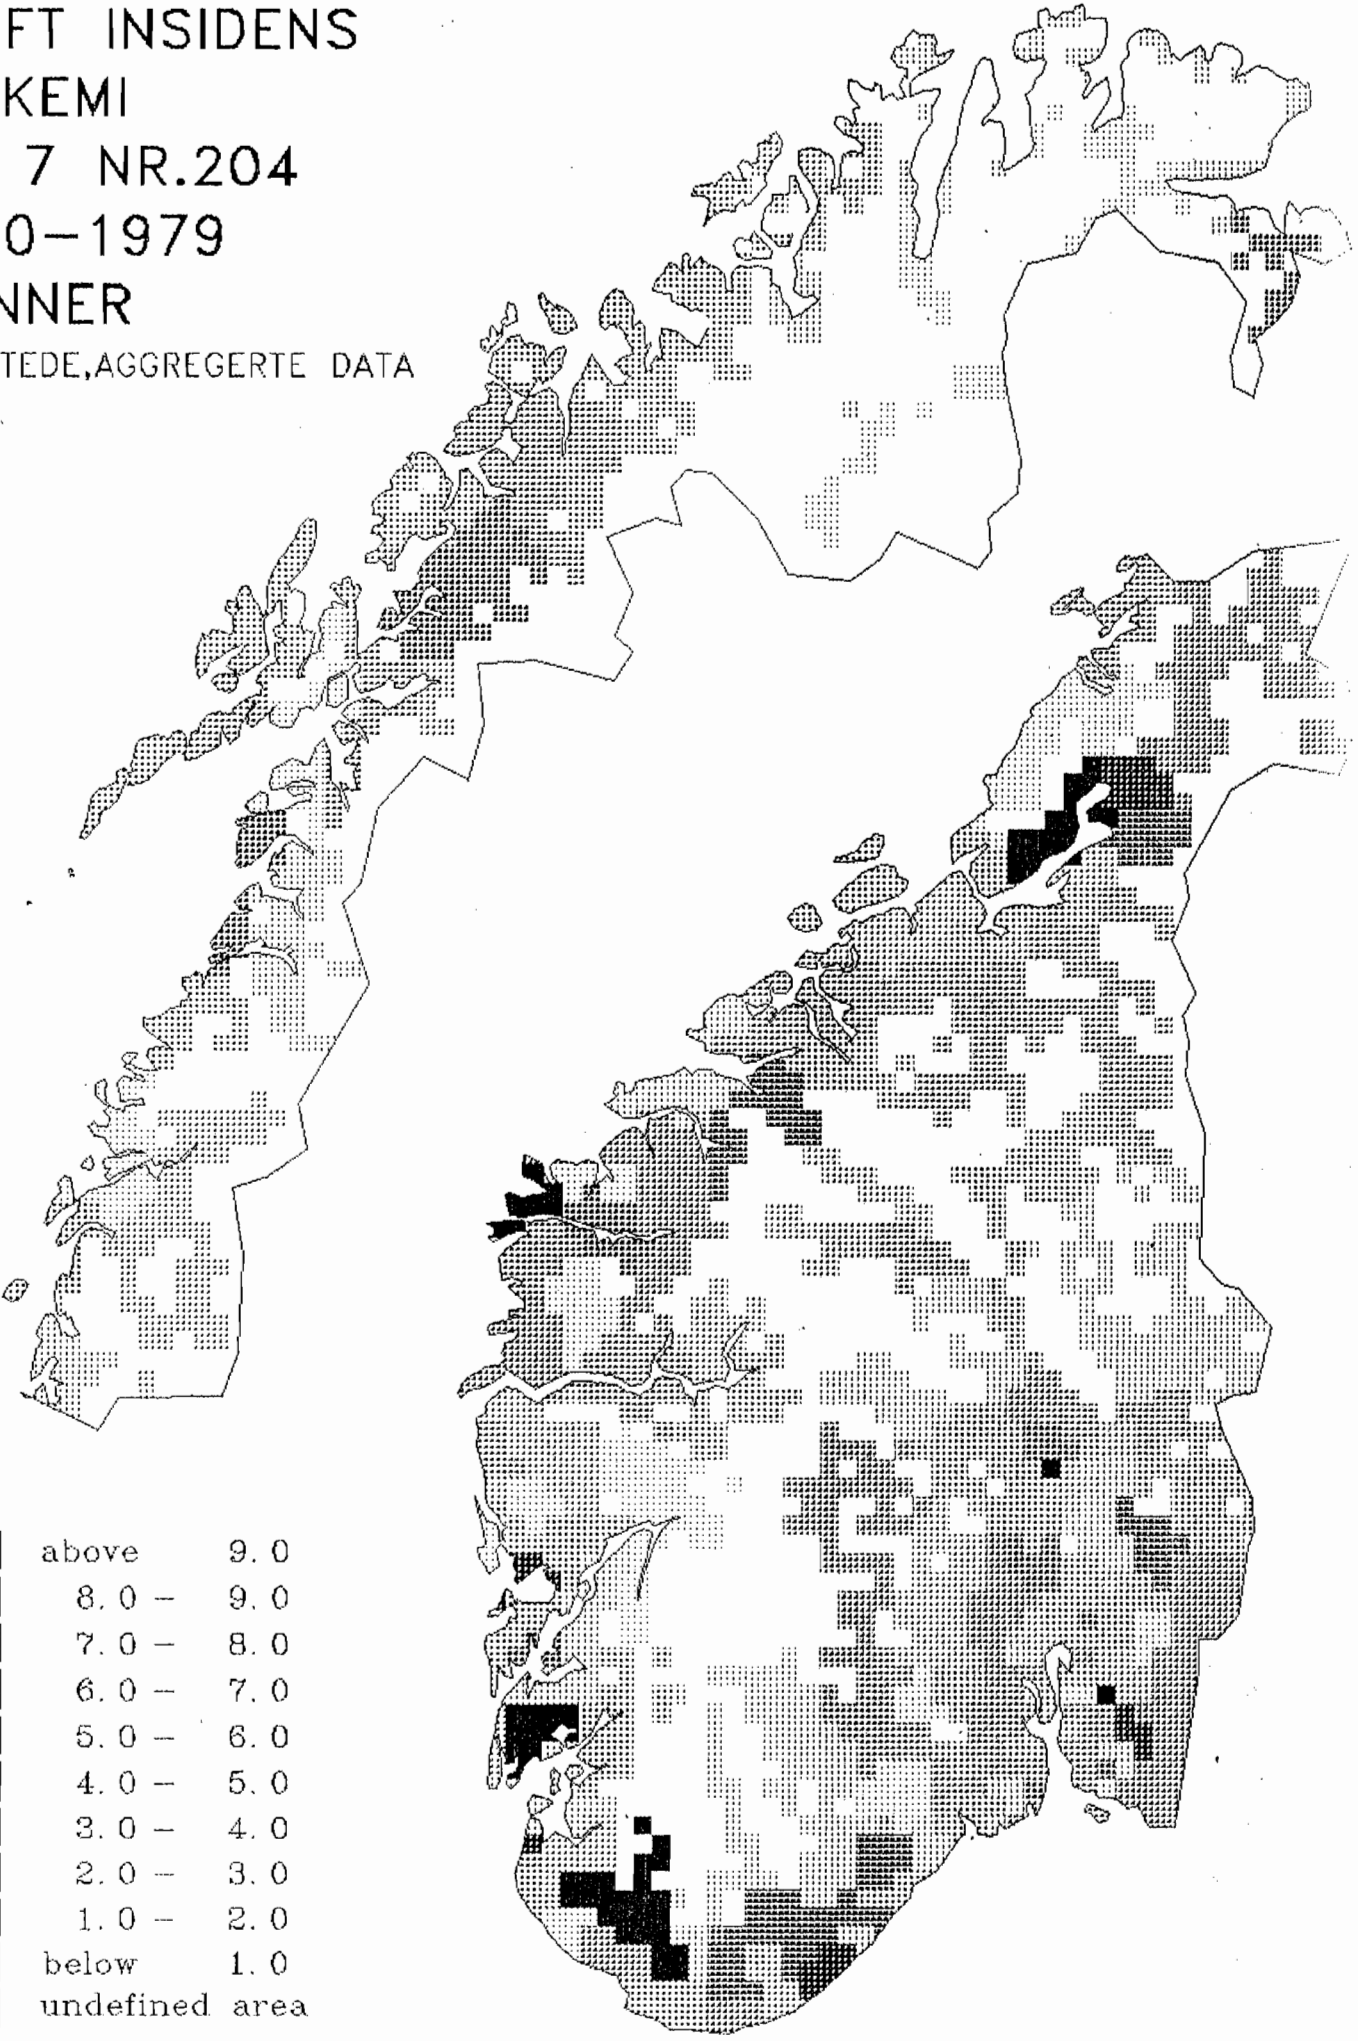 FT INSIDENS
KEMI
7 NR.204
0-1979
NNER
TEDE,AGGREGERTE DATA
above 9.0
8.0 - 9.0
7.0 - 8.0
6.0 - 7.0
5.0 - 6.0
4.0 - 5.0
3.0 - 4.0
2.0 - 3.0
1.0 - 2.0
below 1.0
undefined area